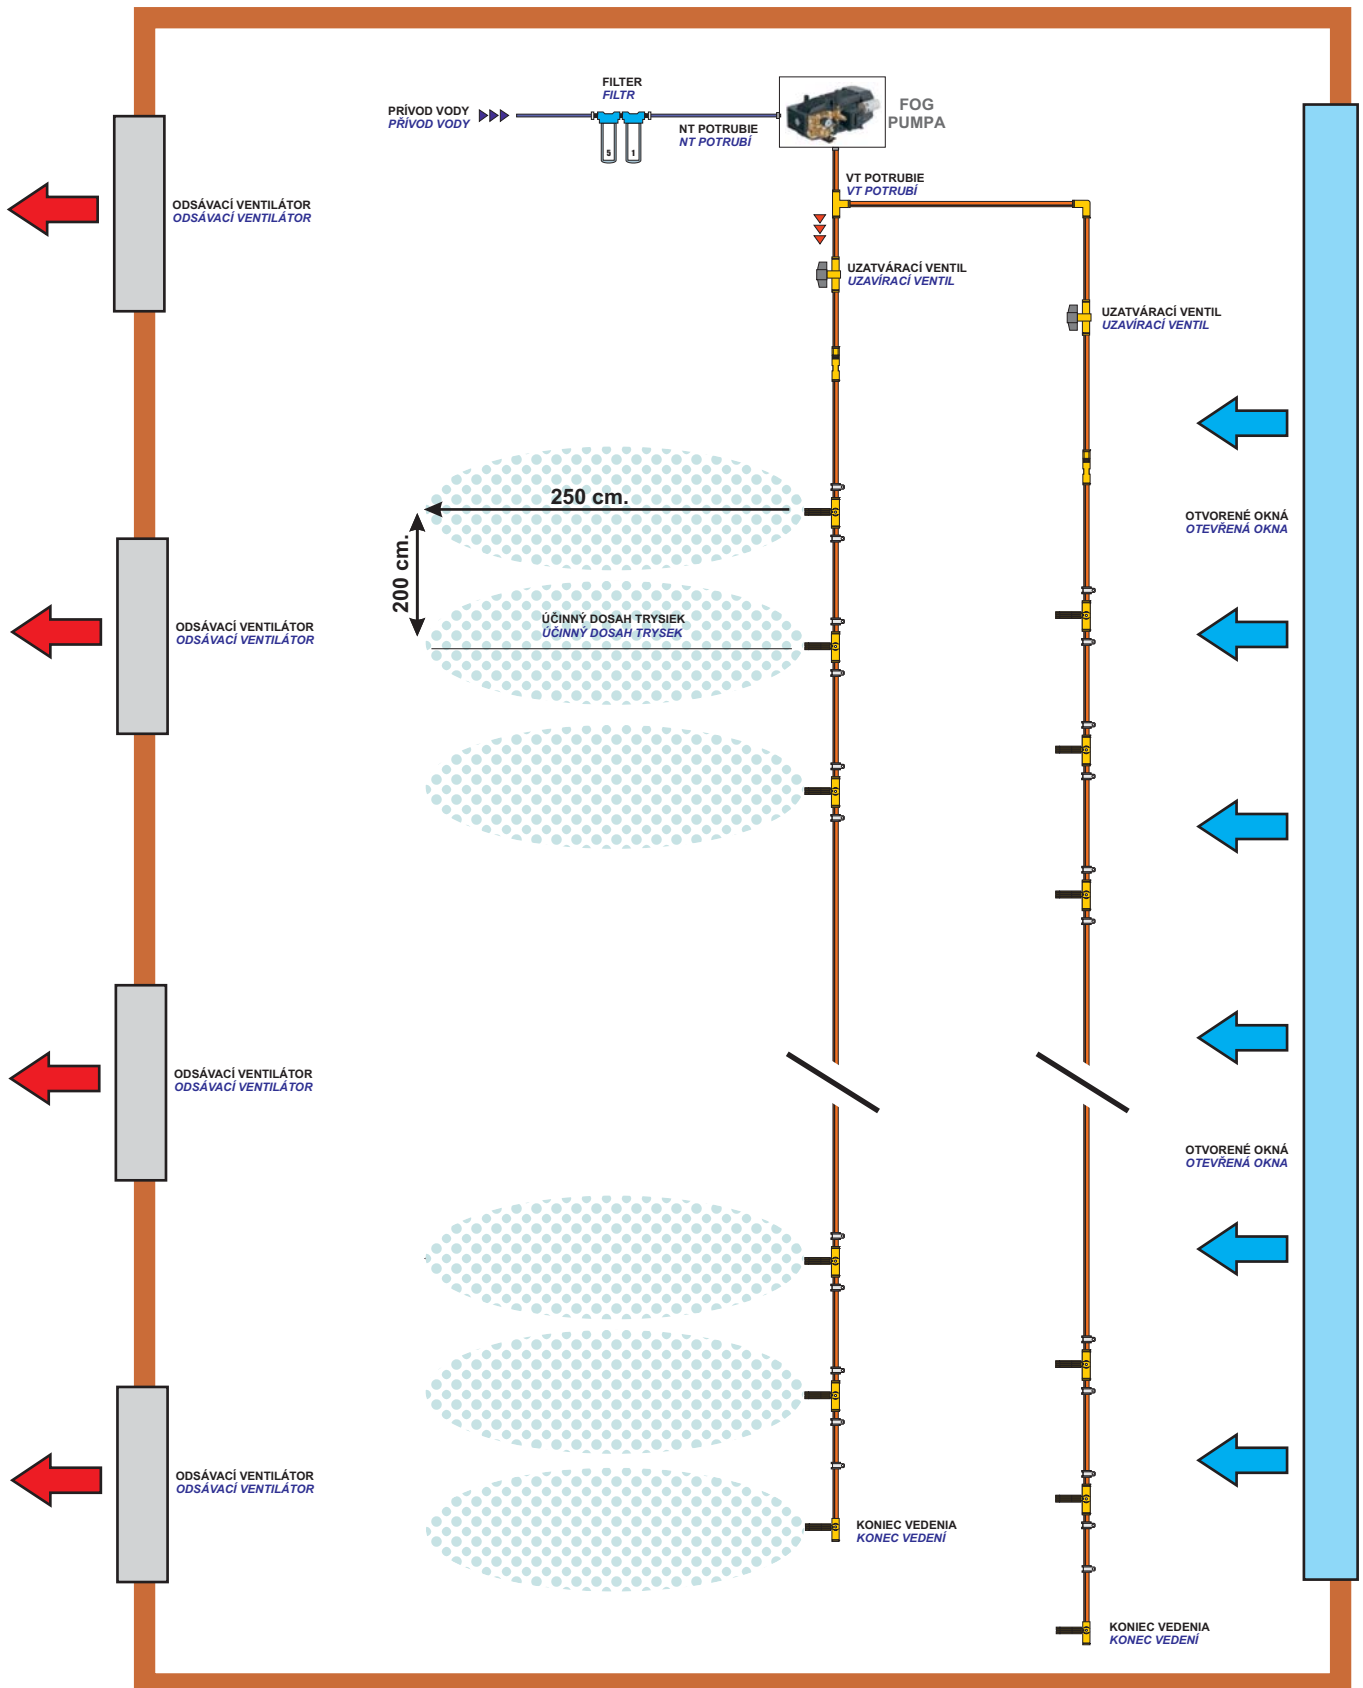 FILTER
FILTR
PRÍVOD VODY
PŘÍVOD VODY
5
1
NT POTRUBIE
NT POTRUBÍ
FOG
PUMPA
VT POTRUBIE
VT POTRUBÍ
ODSÁVACÍ VENTILÁTOR
ODSÁVACÍ VENTILÁTOR
UZATVÁRACÍ VENTIL
UZAVÍRACÍ VENTIL
UZATVÁRACÍ VENTIL
UZAVÍRACÍ VENTIL
250 cm.
200 cm.
OTVORENÉ OKNÁ
OTEVŘENÁ OKNA
ÚČINNÝ DOSAH TRYSIEK
ÚČINNÝ DOSAH TRYSEK
ODSÁVACÍ VENTILÁTOR
ODSÁVACÍ VENTILÁTOR
ODSÁVACÍ VENTILÁTOR
ODSÁVACÍ VENTILÁTOR
OTVORENÉ OKNÁ
OTEVŘENÁ OKNA
ODSÁVACÍ VENTILÁTOR
ODSÁVACÍ VENTILÁTOR
KONIEC VEDENIA
KONEC VEDENÍ
KONIEC VEDENIA
KONEC VEDENÍ